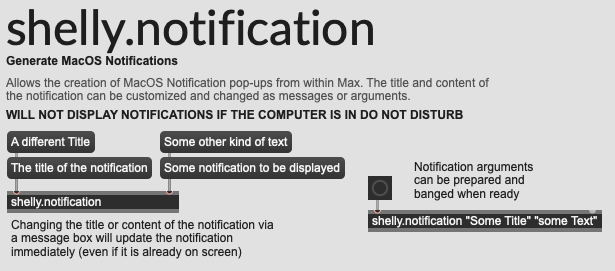 shelly.notification
Generate MacOS Notifications
Allows the creation of MacOS Notification pop-ups from within Max. The title and content of
the notification can be customized and changed as messages or arguments.
WILL NOT DISPLAY NOTIFICATIONS IF THE COMPUTER IS IN DO NOT DISTURB
A different Title
Some other kind of text
The title of the notification
Some notification to be displayed
shelly.notification
Changing the title or content of the notification via
a message box will update the notification
immediately (even if it is already on screen)
Notification arguments
can be prepared and
banged when ready
shelly.notification "Some Title" "some Text"